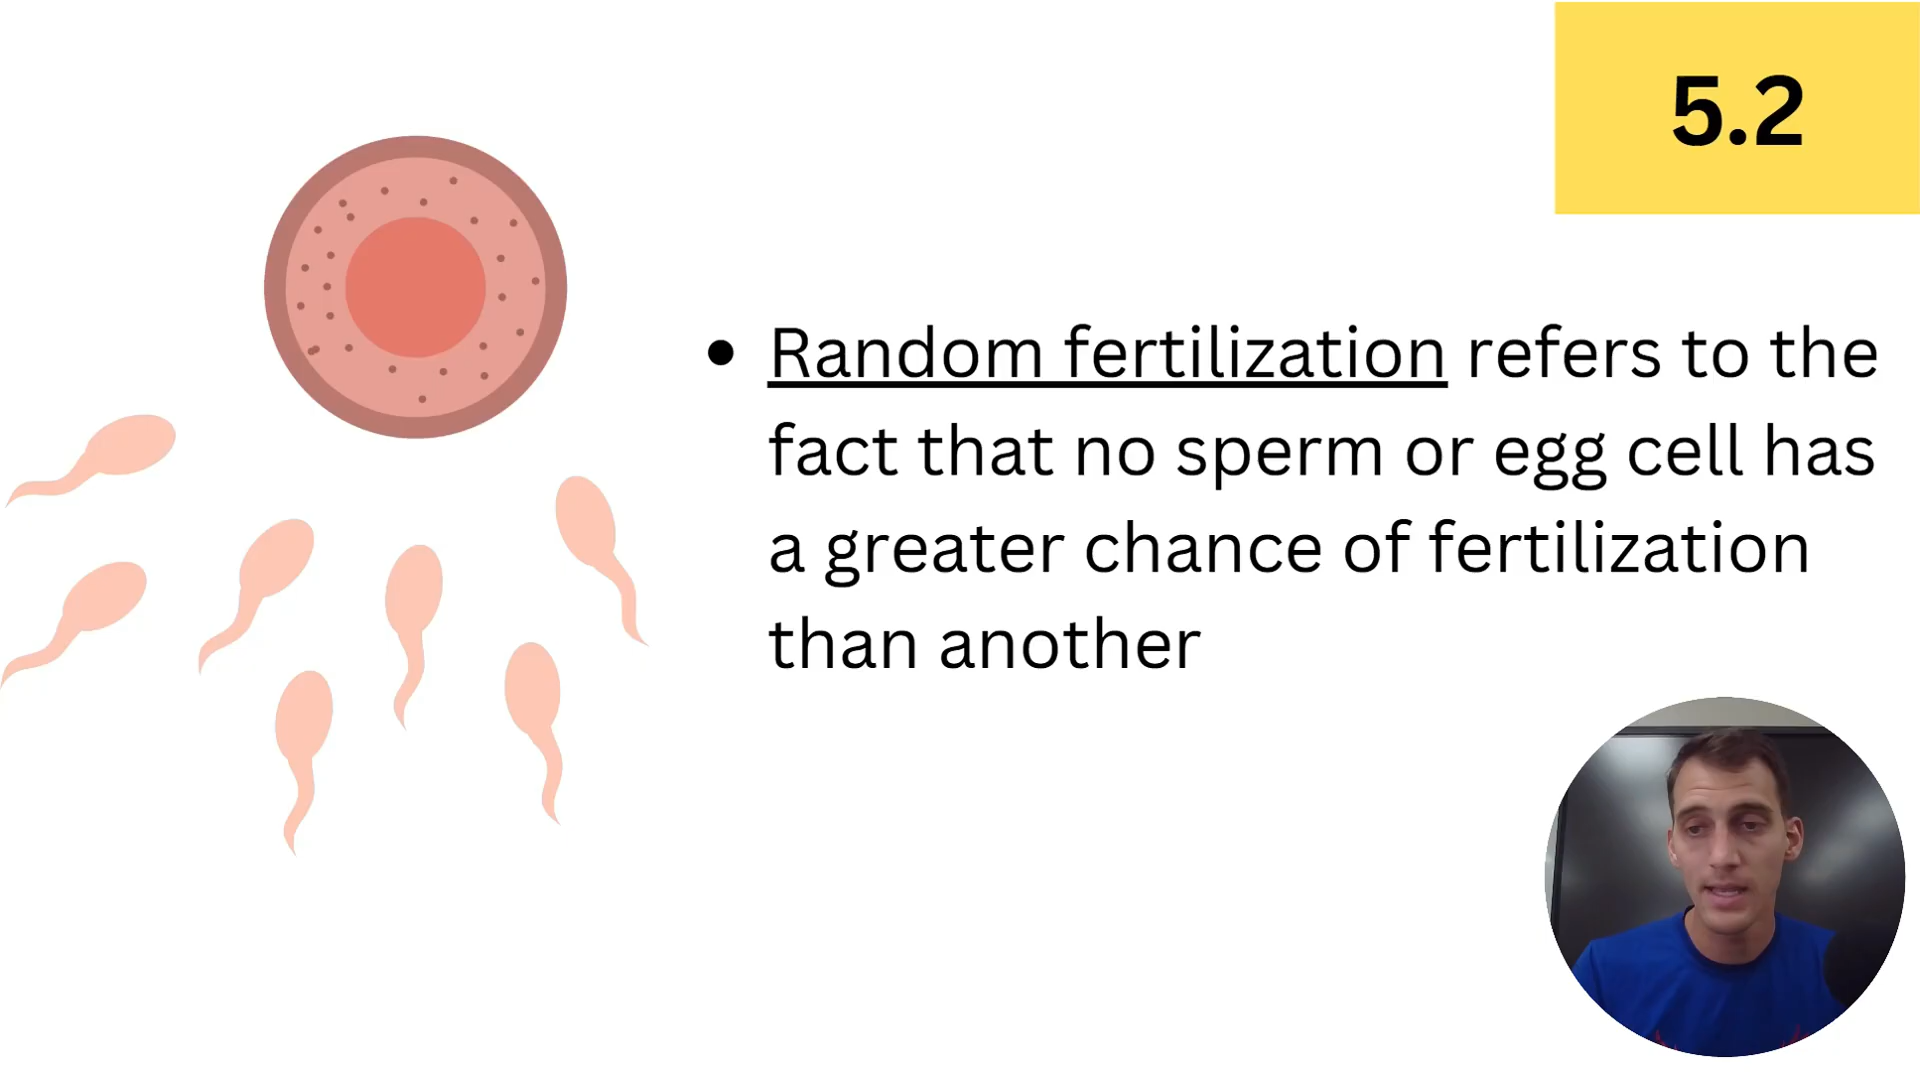 5.2
• Random fertilization refers to the
fact that no sperm or egg cell has
a greater chance of fertilization
than another